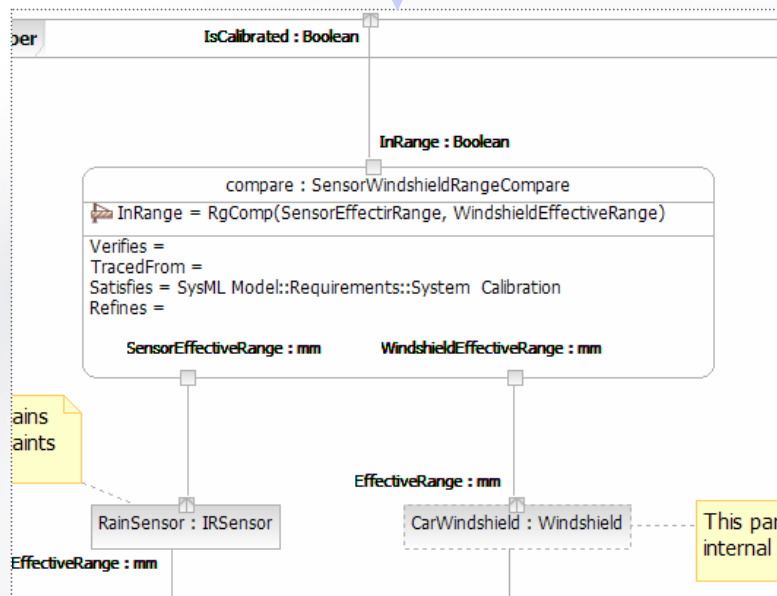 per
IsCalibrated : Boolean
InRange : Boolean
compare : SensorWindshieldRangeCompare
InRange = RgComp(SensorEffectirRange, WindshieldEffectiveRange)
Verifies =
TracedFrom =
Satisfies = SysML Model::Requirements::System Calibration
Refines =
SensorEffectiveRange : mm
WindshieldEffectiveRange : mm
ains
aints
EffectiveRange : mm
RainSensor : IRSensor
CarWindshield : Windshield
This par
internal
EffectiveRange : mm